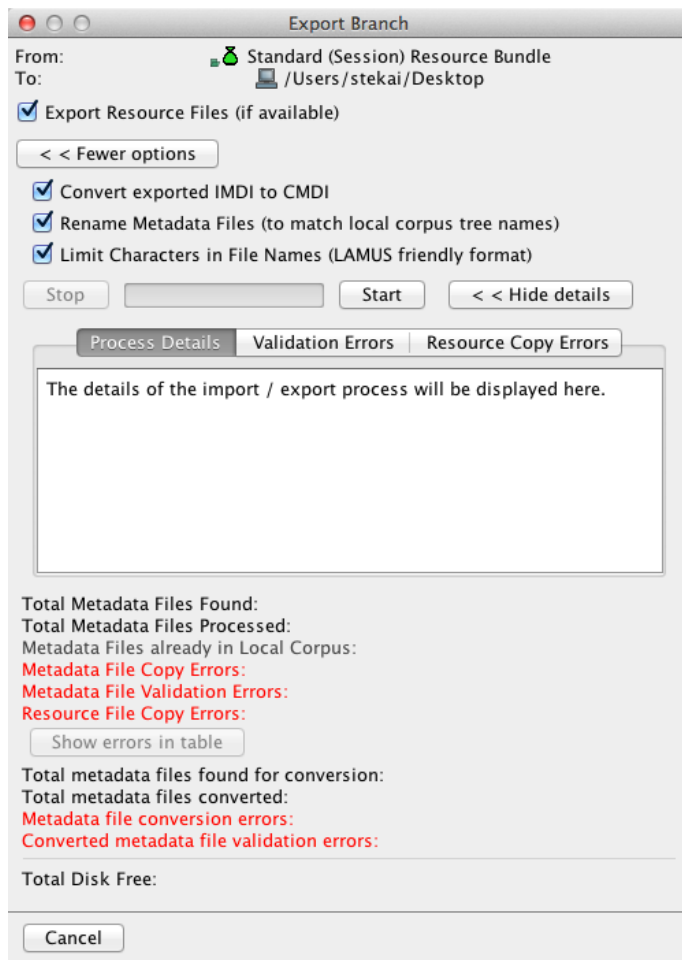 Export Branch
From: Standard (Session) Resource Bundle
To: /Users/stekai/Desktop
Export Resource Files (if available)
< < Fewer options
Convert exported IMDI to CMDI
Rename Metadata Files (to match local corpus tree names)
Limit Characters in File Names (LAMUS friendly format)
Stop Start < < Hide details
Process Details Validation Errors Resource Copy Errors
The details of the import / export process will be displayed here.
Total Metadata Files Found:
Total Metadata Files Processed:
Metadata Files already in Local Corpus:
Metadata File Copy Errors:
Metadata File Validation Errors:
Resource File Copy Errors:
Show errors in table
Total metadata files found for conversion:
Total metadata files converted:
Metadata file conversion errors:
Converted metadata file validation errors:
Total Disk Free:
Cancel